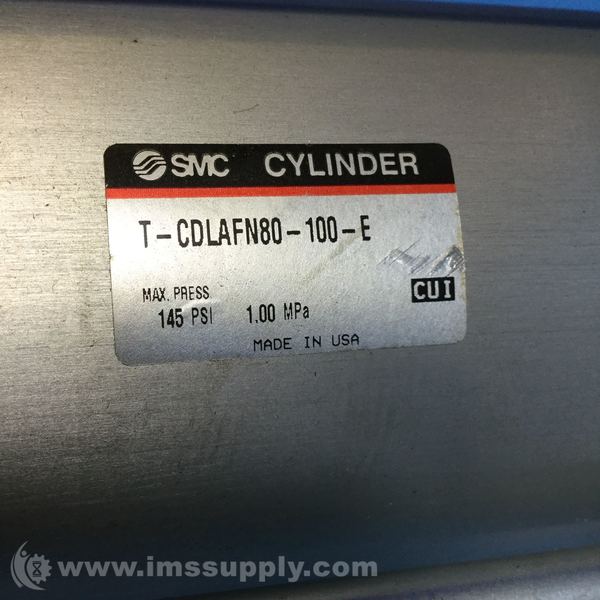 SMC CYLINDER
T-CDLAFN80-100-E
MAX. PRESS
145 PSI 1.00 MPa
CUI
MADE IN USA
www.imssupply.com